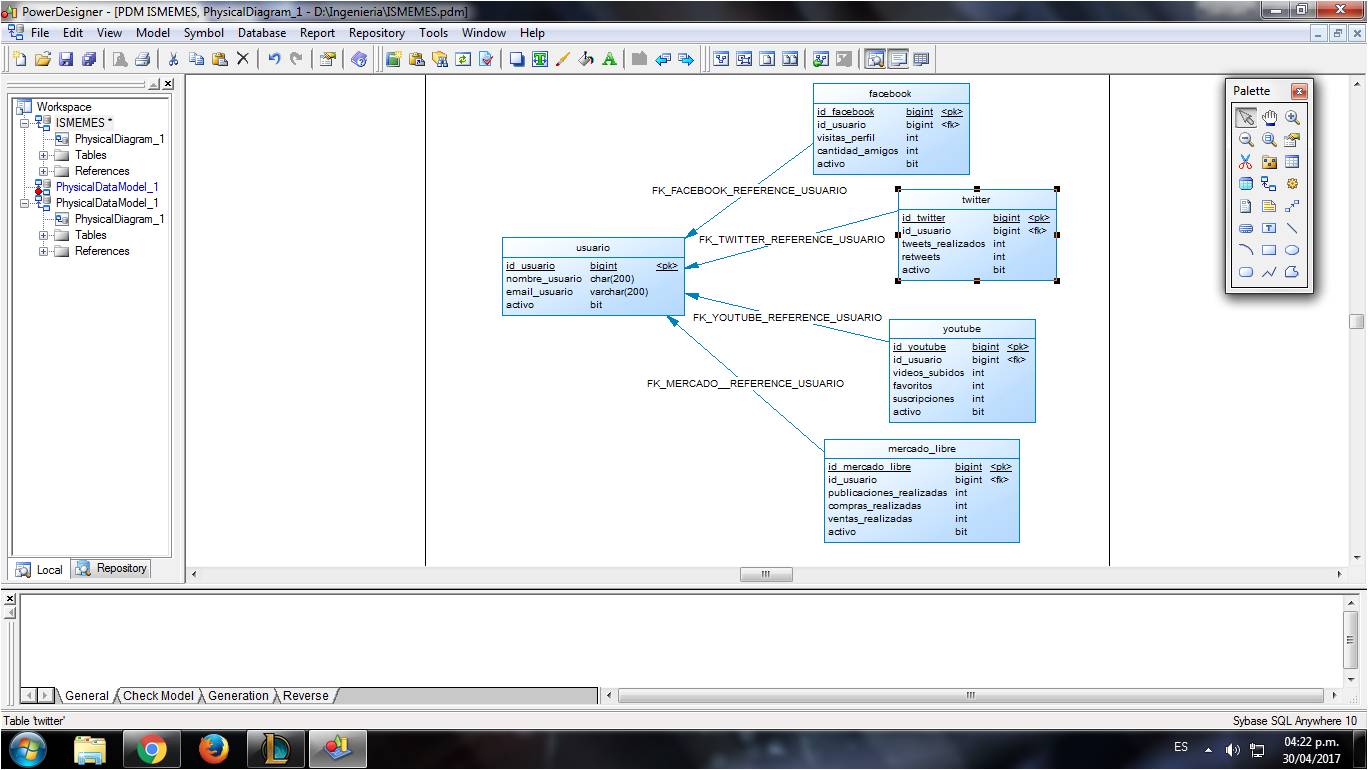 PowerDesigner - [PDM ISMEMES, PhysicalDiagram_1 - D:\Ingenieria\ISMEMES.pdm]
File Edit View Model Symbol Database Report Repository Tools Window Help
Workspace
ISMEMES *
PhysicalDiagram_1
Tables
References
PhysicalDataModel_1
PhysicalDataModel_1
PhysicalDiagram_1
Tables
References
Local Repository
facebook
id_facebook bigint <pk>
id_usuario bigint <fk>
visitas_perfil int
cantidad_amigos int
activo bit
FK_FACEBOOK_REFERENCE_USUARIO
twitter
id_twitter bigint <pk>
id_usuario bigint <fk>
tweets_realizados int
retweets int
activo bit
FK_TWITTER_REFERENCE_USUARIO
usuario
id_usuario bigint <pk>
nombre_usuario char(200)
email_usuario varchar(200)
activo bit
FK_YOUTUBE_REFERENCE_USUARIO
youtube
id_youtube bigint <pk>
id_usuario bigint <fk>
videos_subidos int
favoritos int
suscripciones int
activo bit
FK_MERCADO__REFERENCE_USUARIO
mercado_libre
id_mercado_libre bigint <pk>
id_usuario bigint <fk>
publicaciones_realizadas int
compras_realizadas int
ventas_realizadas int
activo bit
Palette
General Check Model Generation Reverse
Table 'twitter'
Sybase SQL Anywhere 10
ES
04:22 p.m.
30/04/2017